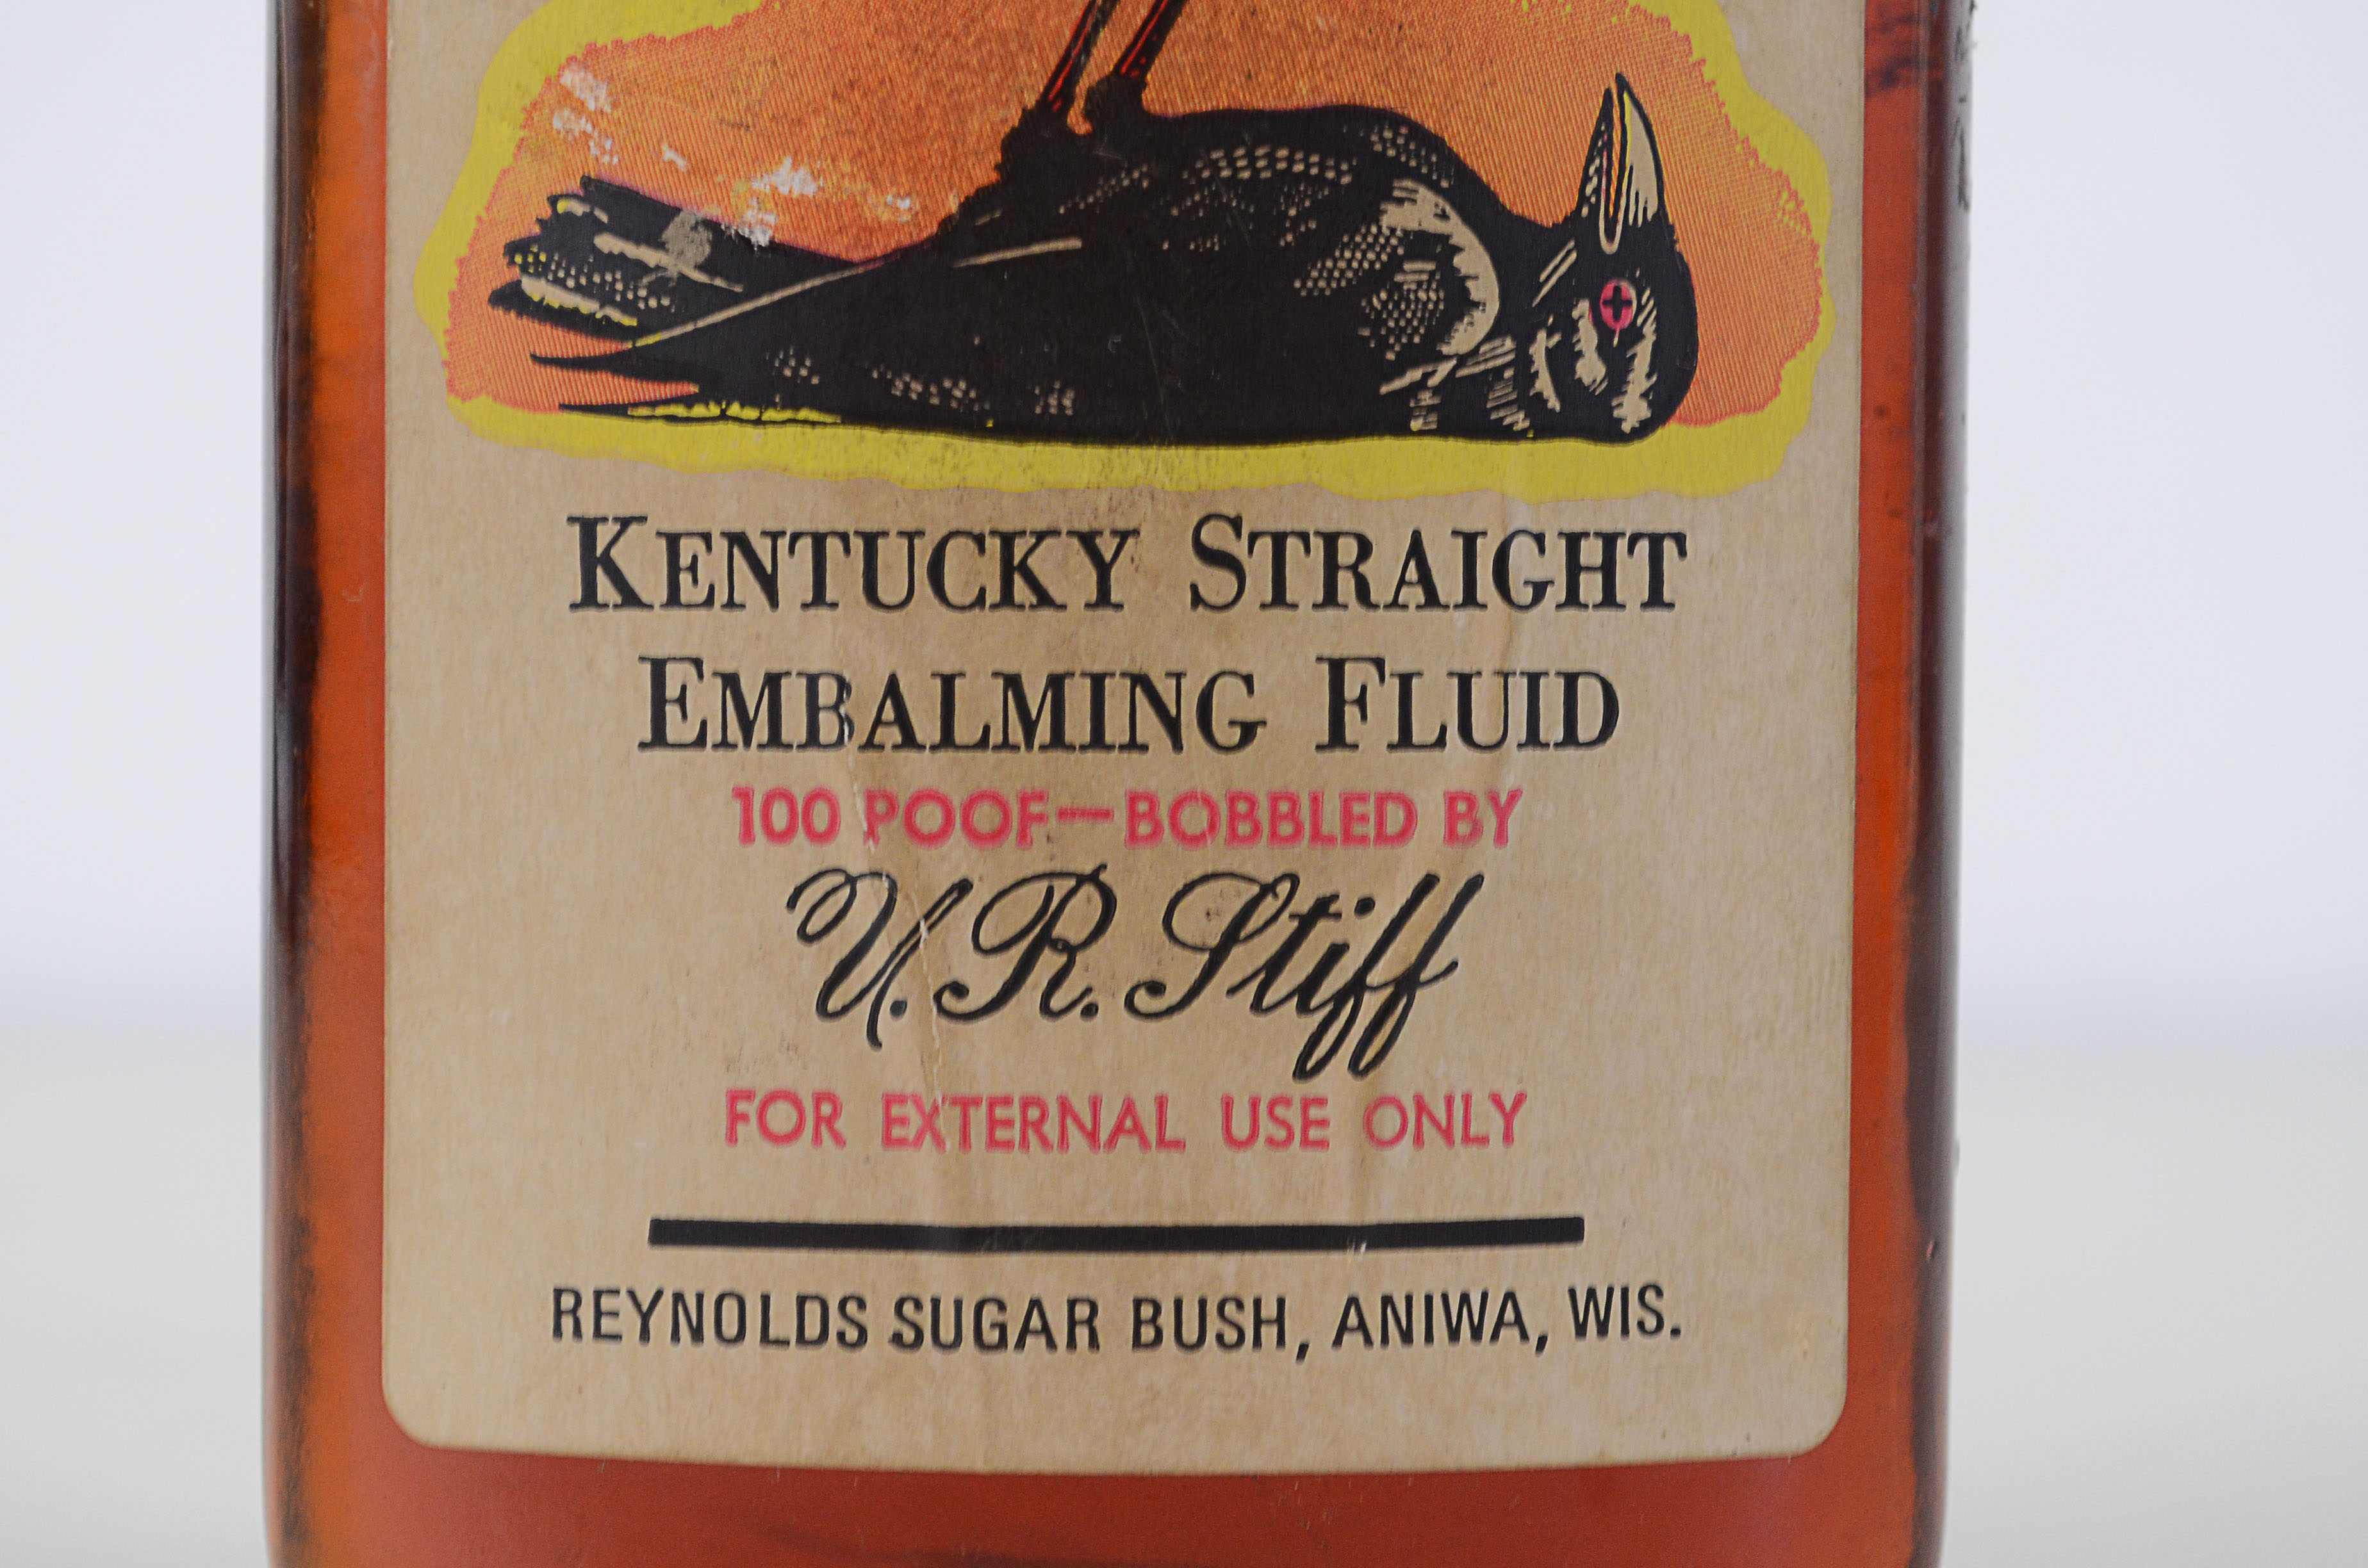 KENTUCKY STRAIGHT
EMBALMING FLUID
100 POOF—BOBBLED BY
U.R. Stiff
FOR EXTERNAL USE ONLY
REYNOLDS SUGAR BUSH, ANIWA, WIS.